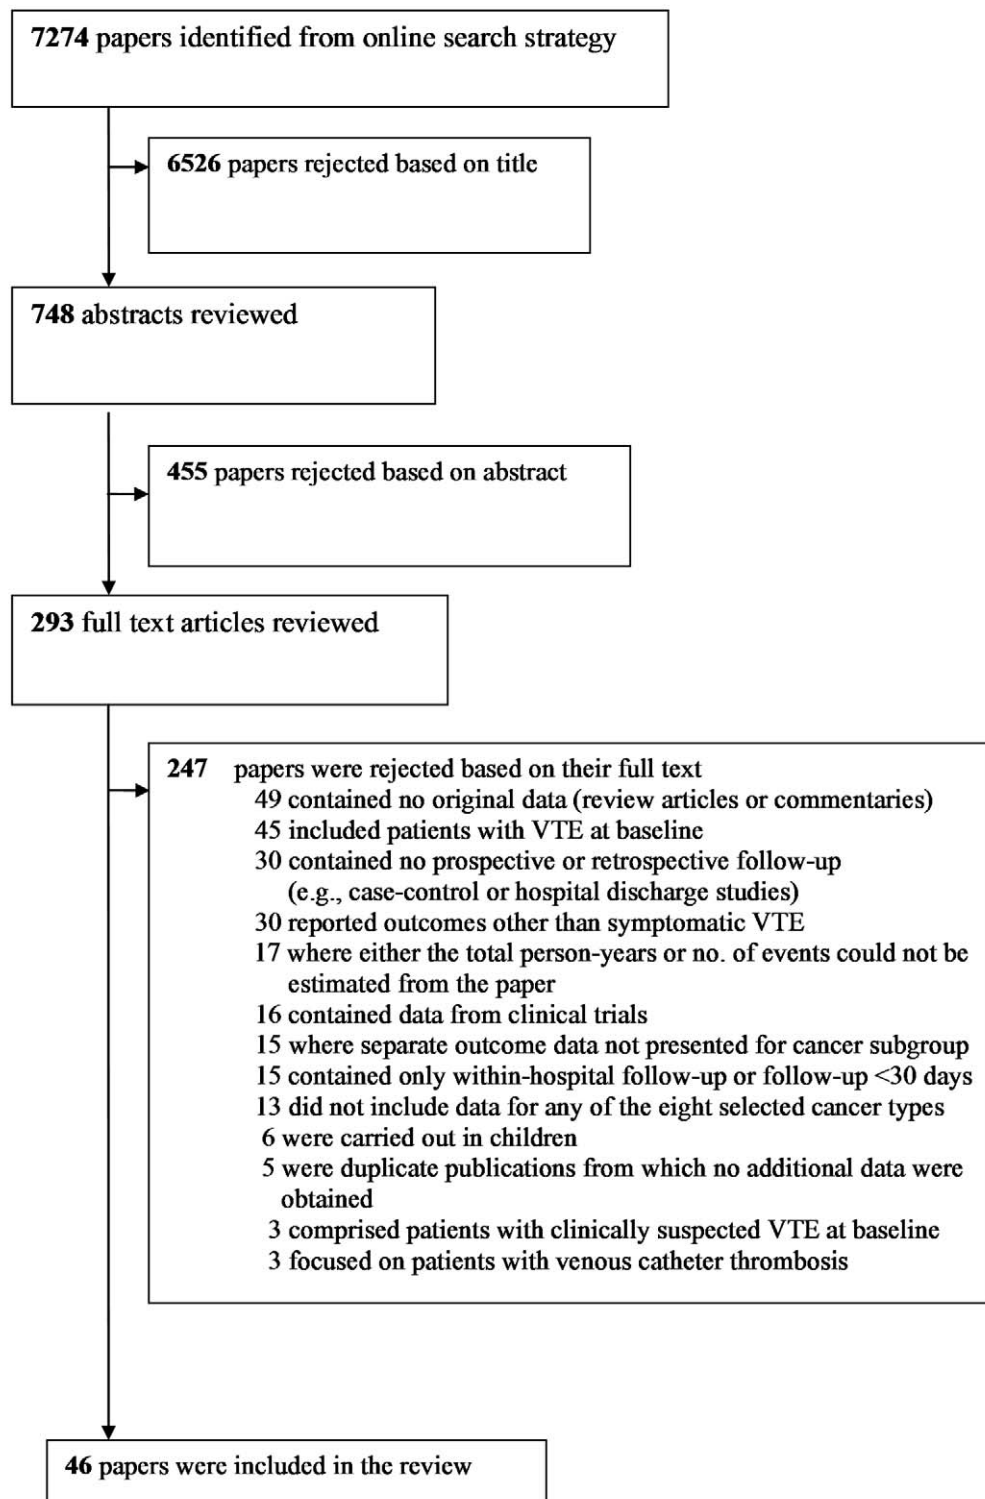 7274 papers identified from online search strategy
6526 papers rejected based on title
748 abstracts reviewed
455 papers rejected based on abstract
293 full text articles reviewed
247 papers were rejected based on their full text
49 contained no original data (review articles or commentaries)
45 included patients with VTE at baseline
30 contained no prospective or retrospective follow-up
(e.g., case-control or hospital discharge studies)
30 reported outcomes other than symptomatic VTE
17 where either the total person-years or no. of events could not be
estimated from the paper
16 contained data from clinical trials
15 where separate outcome data not presented for cancer subgroup
15 contained only within-hospital follow-up or follow-up <30 days
13 did not include data for any of the eight selected cancer types
6 were carried out in children
5 were duplicate publications from which no additional data were
obtained
3 comprised patients with clinically suspected VTE at baseline
3 focused on patients with venous catheter thrombosis
46 papers were included in the review